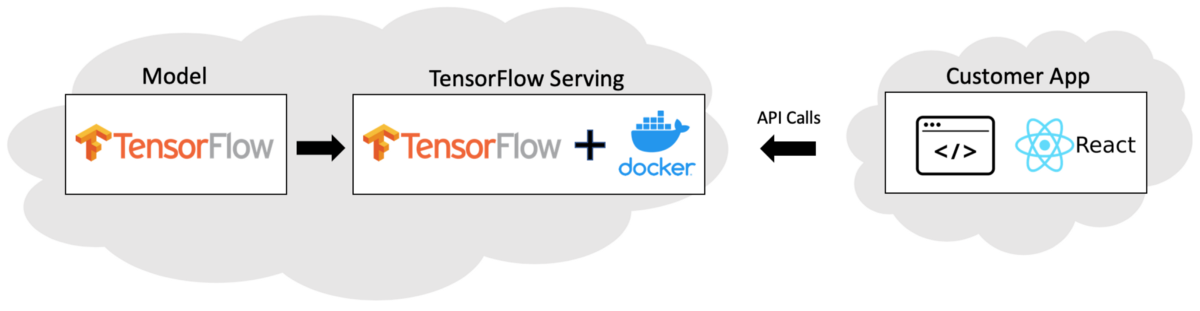 Model
TensorFlow Serving
Customer App
TensorFlow
TensorFlow
+
docker
API Calls
</>
React